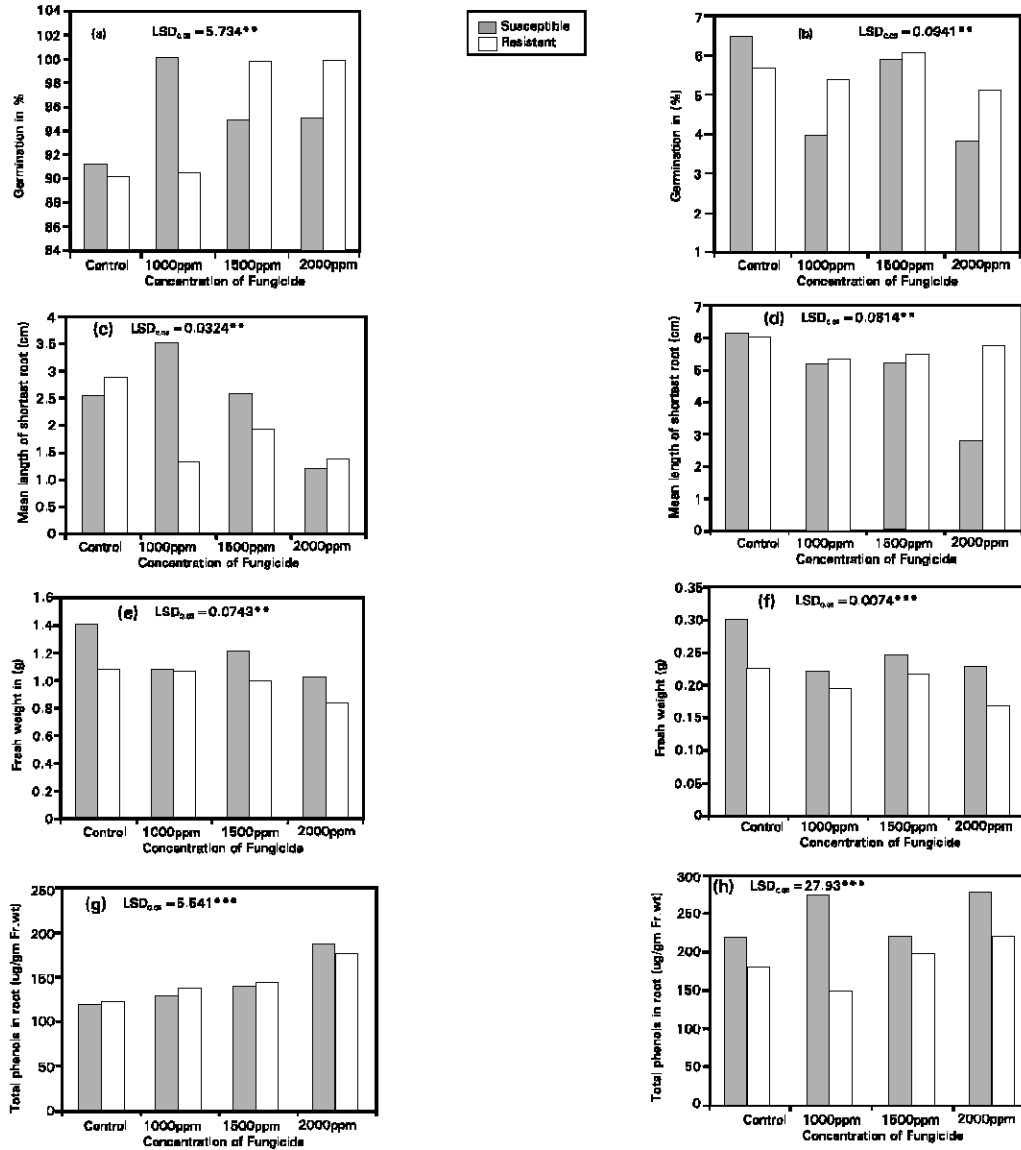 Susceptible
Resistent
(a) LSD₀.₀₅ = 5.734**
104
102
100
98
96
94
92
90
88
86
84
Germination in %
Control 1000ppm 1500ppm 2000ppm
Concentration of Fungicide
(b) LSD₀.₀₅ = 0.0941**
7
6
5
4
3
2
1
Germination in (%)
Control 1000ppm 1500ppm 2000ppm
Concentration of Fungicide
(c) LSD₀.₀₅ = 0.0324**
4
3.5
3
2.5
2
1.5
1.0
0.5
0
Mean length of shortest root (cm)
Control 1000ppm 1500ppm 2000ppm
Concentration of Fungicide
(d) LSD₀.₀₅ = 0.0814**
7
6
5
4
3
2
1
0
Mean length of shortest root (cm)
Control 1000ppm 1500ppm 2000ppm
Concentration of Fungicide
(e) LSD₀.₀₅ = 0.0743**
1.6
1.4
1.2
1.0
0.8
0.6
0.4
0.2
0
Fresh weight in (g)
Control 1000ppm 1500ppm 2000ppm
Concentration of Fungicide
(f) LSD₀.₀₅ = 0.0074***
0.35
0.30
0.25
0.20
0.15
0.10
0.05
0
Fresh weight (g)
Control 1000ppm 1500ppm 2000ppm
Concentration of Fungicide
(g) LSD₀.₀₅ = 5.541***
250
200
150
100
50
0
Total phenols in root (ug/gm Fr.wt)
Control 1000ppm 1500ppm 2000ppm
Concentration of Fungicide
(h) LSD₀.₀₅ = 27.93***
300
250
200
150
100
50
0
Total phenols in root (ug/gm Fr.wt)
Control 1000ppm 1500ppm 2000ppm
Concentration of Fungicide